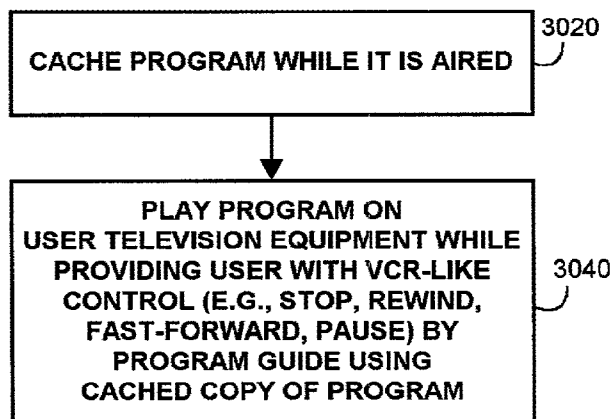 3020
CACHE PROGRAM WHILE IT IS AIRED
PLAY PROGRAM ON
USER TELEVISION EQUIPMENT WHILE
PROVIDING USER WITH VCR-LIKE
CONTROL (E.G., STOP, REWIND,
FAST-FORWARD, PAUSE) BY
PROGRAM GUIDE USING
CACHED COPY OF PROGRAM
3040